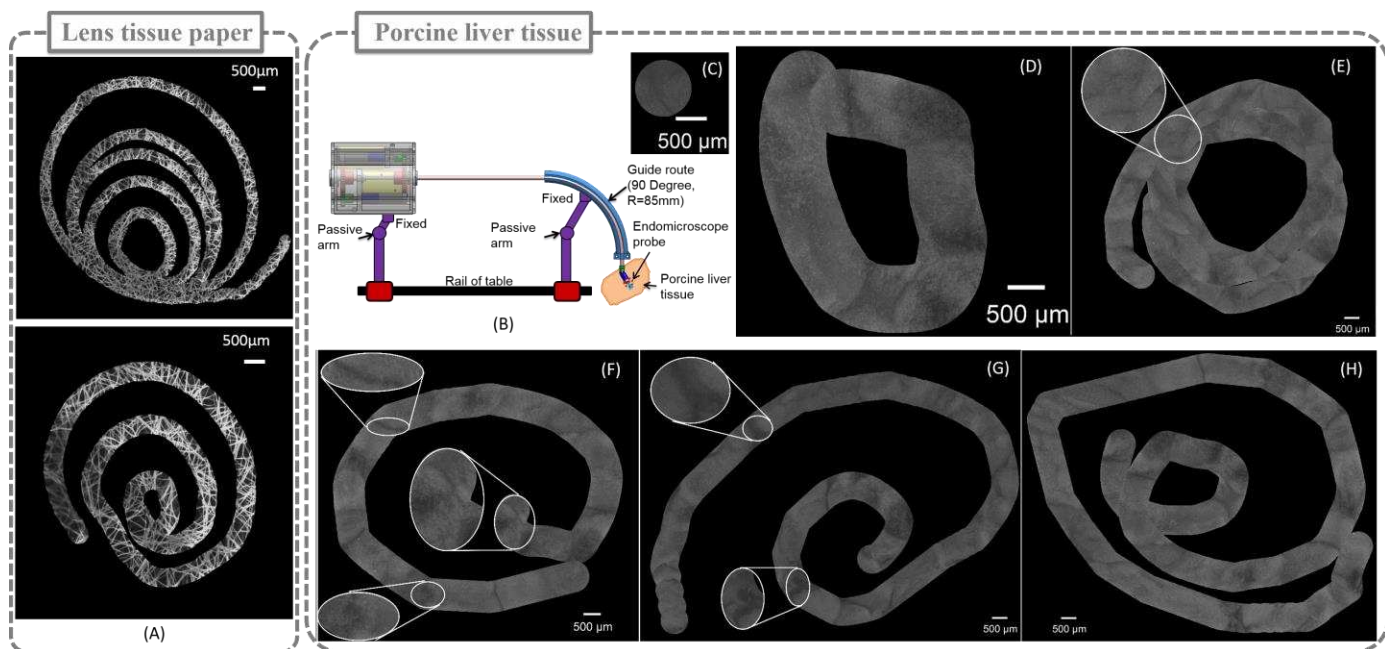 Lens tissue paper
500μm
500μm
(A)
Porcine liver tissue
(C)
500 μm
Guide route
(90 Degree,
R=85mm)
Fixed
Endomicroscope
probe
Fixed
Passive
arm
Passive
arm
Rail of table
Porcine liver
tissue
(B)
(D)
500 μm
(E)
500 μm
(F)
500 μm
(G)
500 μm
(H)
500 μm